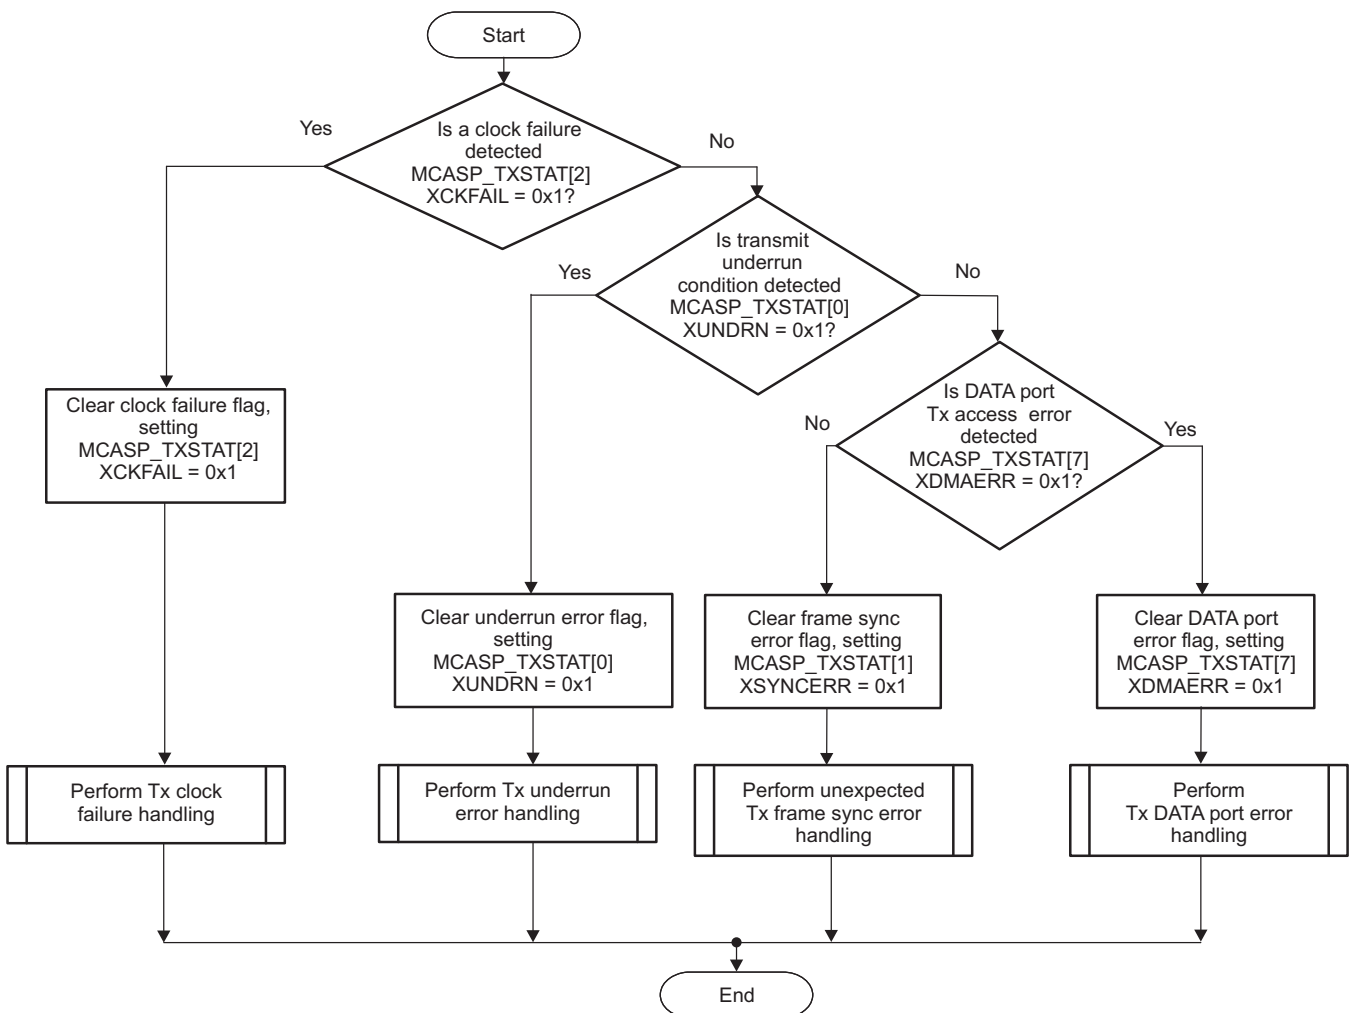 Start
Is a clock failure
detected
MCASP_TXSTAT[2]
XCKFAIL = 0x1?
Yes
No
Is transmit
underrun
condition detected
MCASP_TXSTAT[0]
XUNDRN = 0x1?
Yes
No
Is DATA port
Tx access error
detected
MCASP_TXSTAT[7]
XDMAERR = 0x1?
No
Yes
Clear clock failure flag,
setting
MCASP_TXSTAT[2]
XCKFAIL = 0x1
Clear underrun error flag,
setting
MCASP_TXSTAT[0]
XUNDRN = 0x1
Clear frame sync
error flag, setting
MCASP_TXSTAT[1]
XSYNCERR = 0x1
Clear DATA port
error flag, setting
MCASP_TXSTAT[7]
XDMAERR = 0x1
Perform Tx clock
failure handling
Perform Tx underrun
error handling
Perform unexpected
Tx frame sync error
handling
Perform
Tx DATA port error
handling
End